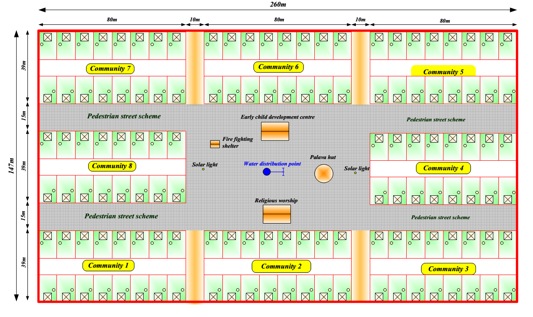 260m
80m
10m
80m
10m
80m
147m
39m
15m
39m
15m
39m
Community 7
Community 6
Community 5
Pedestrian street scheme
Early child development centre
Pedestrian street scheme
Fire fighting
shelter
Community 8
Solar light
Water distribution point
Palava hut
Solar light
Community 4
Pedestrian street scheme
Religious worship
Pedestrian street scheme
Community 1
Community 2
Community 3